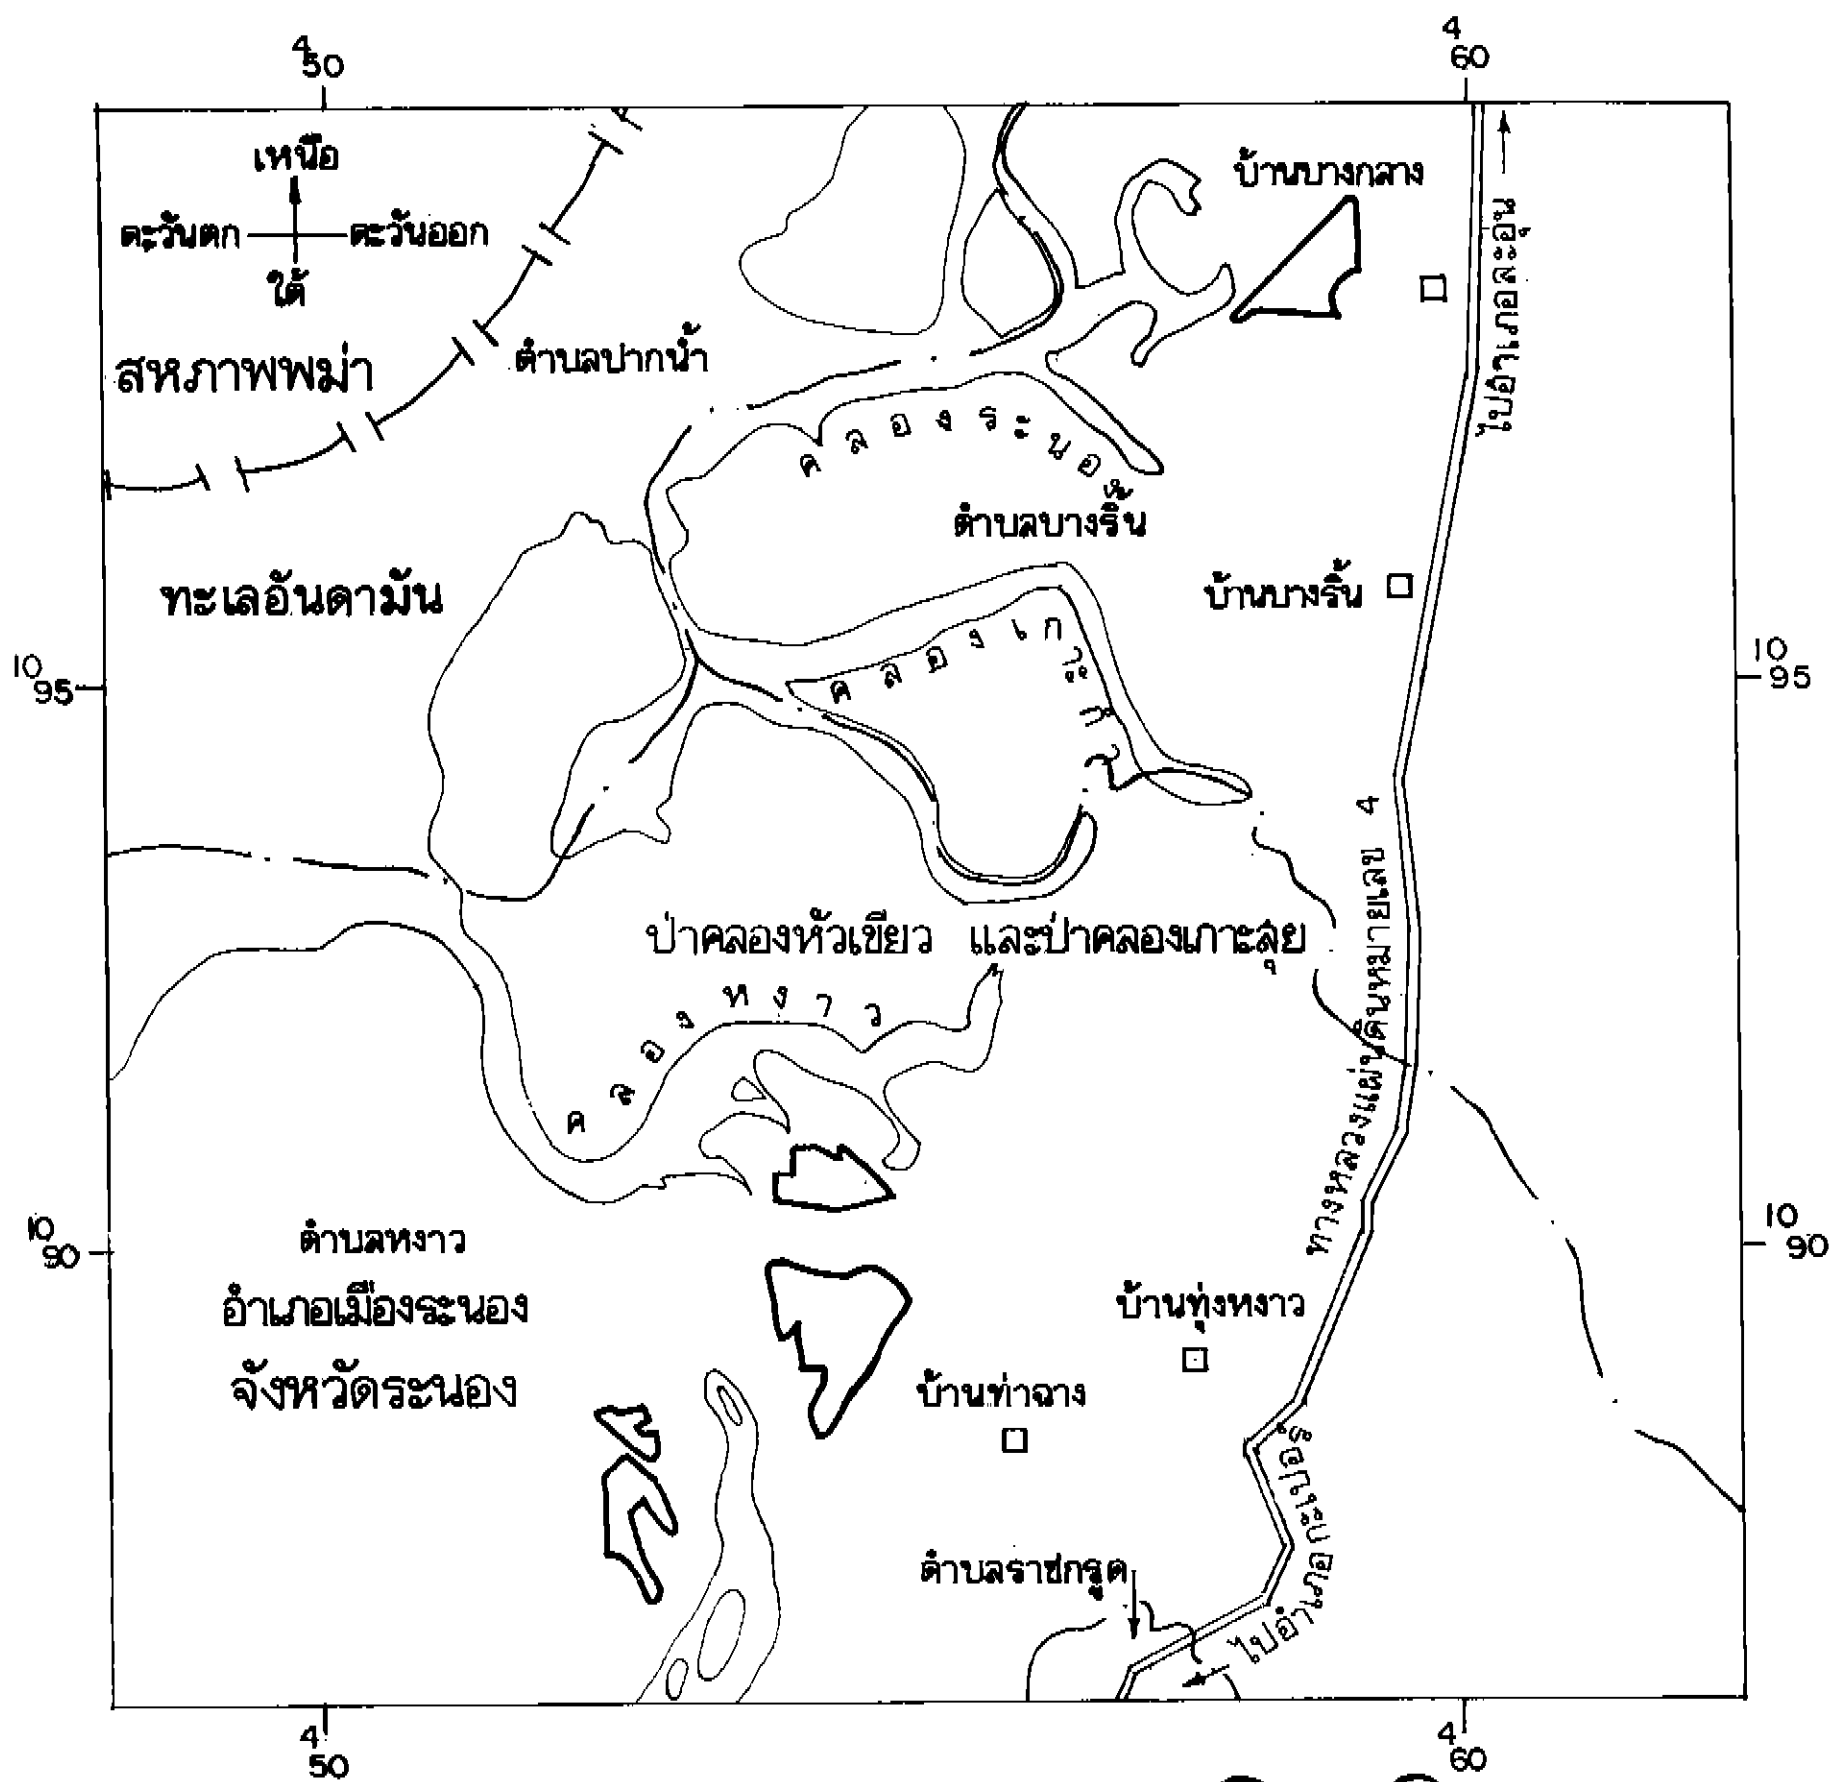 4
50
4
60
เหนือ
ตะวันตก
ตะวันออก
ใต้
บ้านบางกลาง
ไปอำเภอละอุ่น
สหภาพพม่า
ตำบลปากน้ำ
คลองระนอง
ตำบลบางริ้น
ทะเลอันดามัน
บ้านบางริ้น
คลองเกาะ
10
95
10
95
ทางหลวงแผ่นดินหมายเลข 4
ป่าคลองหัวเขียว และป่าคลองเกาะสุย
คลองหงาว
10
90
10
90
ตำบลหงาว
อำเภอเมืองระนอง
จังหวัดระนอง
บ้านทุ่งหงาว
บ้านท่าฉาง
ตำบลราชกรูด
ไปอำเภอกะเปอร์
4
50
4
60